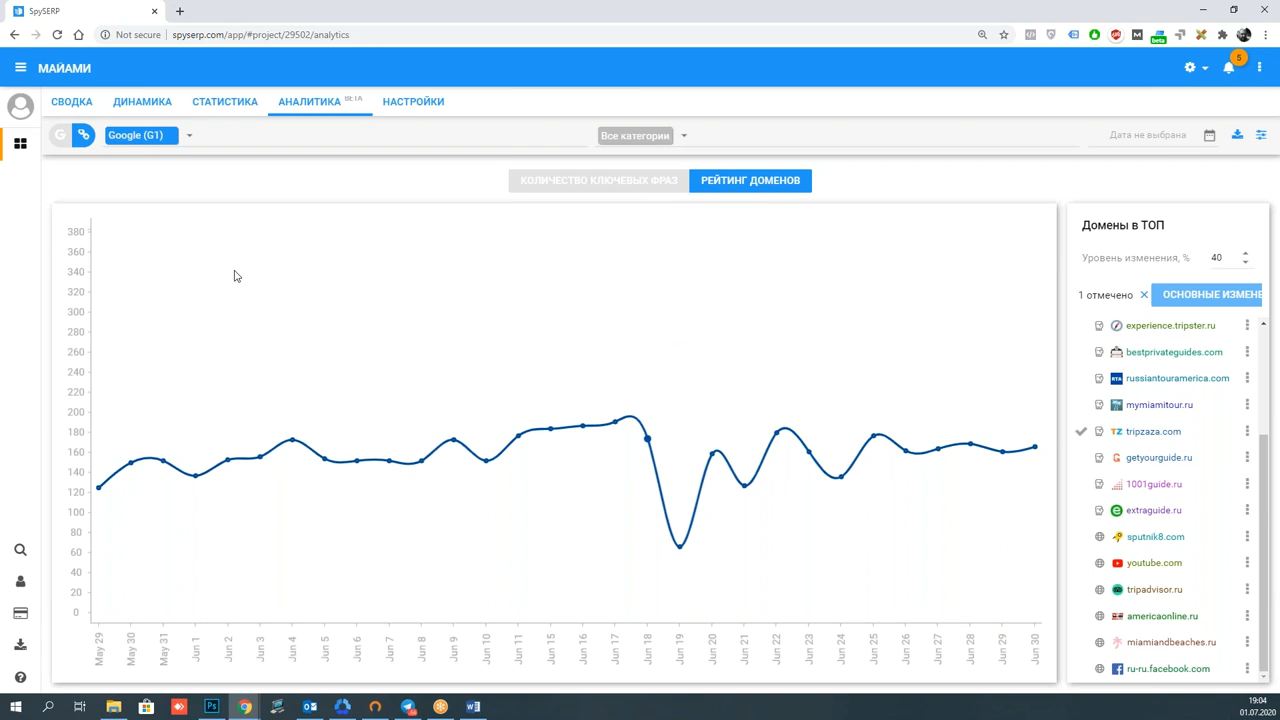 SpySERP
Not secure
spyserp.com/app/#project/29502/analytics
beta
МАЙАМИ
5
СВОДКА
ДИНАМИКА
СТАТИСТИКА
АНАЛИТИКА BETA
НАСТРОЙКИ
G
Google (G1)
Все категории
Дата не выбрана
КОЛИЧЕСТВО КЛЮЧЕВЫХ ФРАЗ
РЕЙТИНГ ДОМЕНОВ
380
360
340
320
300
280
260
240
220
200
180
160
140
120
100
80
60
40
20
0
May 29
May 30
May 31
Jun 1
Jun 2
Jun 3
Jun 4
Jun 5
Jun 6
Jun 7
Jun 8
Jun 9
Jun 10
Jun 11
Jun 15
Jun 16
Jun 17
Jun 18
Jun 19
Jun 20
Jun 21
Jun 22
Jun 23
Jun 24
Jun 25
Jun 26
Jun 27
Jun 28
Jun 29
Jun 30
Домены в ТОП
Уровень изменения, % 40
1 отмечено
ОСНОВНЫЕ ИЗМЕНЕ
experience.tripster.ru
bestprivateguides.com
RTA russiantouramerica.com
mymiamitour.ru
TZ tripzaza.com
G getyourguide.ru
1001guide.ru
extraguide.ru
sputnik8.com
youtube.com
tripadvisor.ru
americaonline.ru
miamiandbeaches.ru
ru-ru.facebook.com
Ps
19:04
01.07.2020